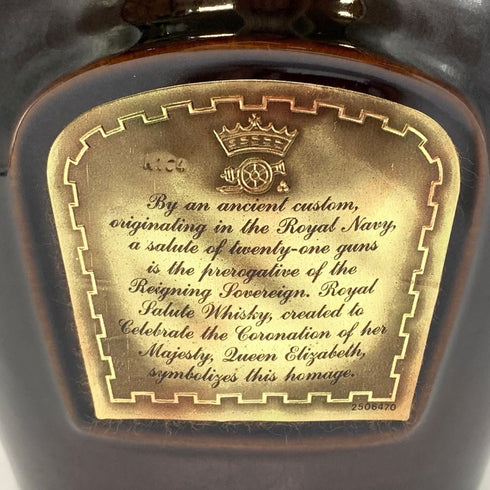 By an ancient custom,
originating in the Royal Navy,
a salute of twenty-one guns
is the prerogative of the
Reigning Sovereign. Royal
Salute Whisky, created to
Celebrate the Coronation of her
Majesty, Queen Elizabeth,
symbolizes this homage.
2506470